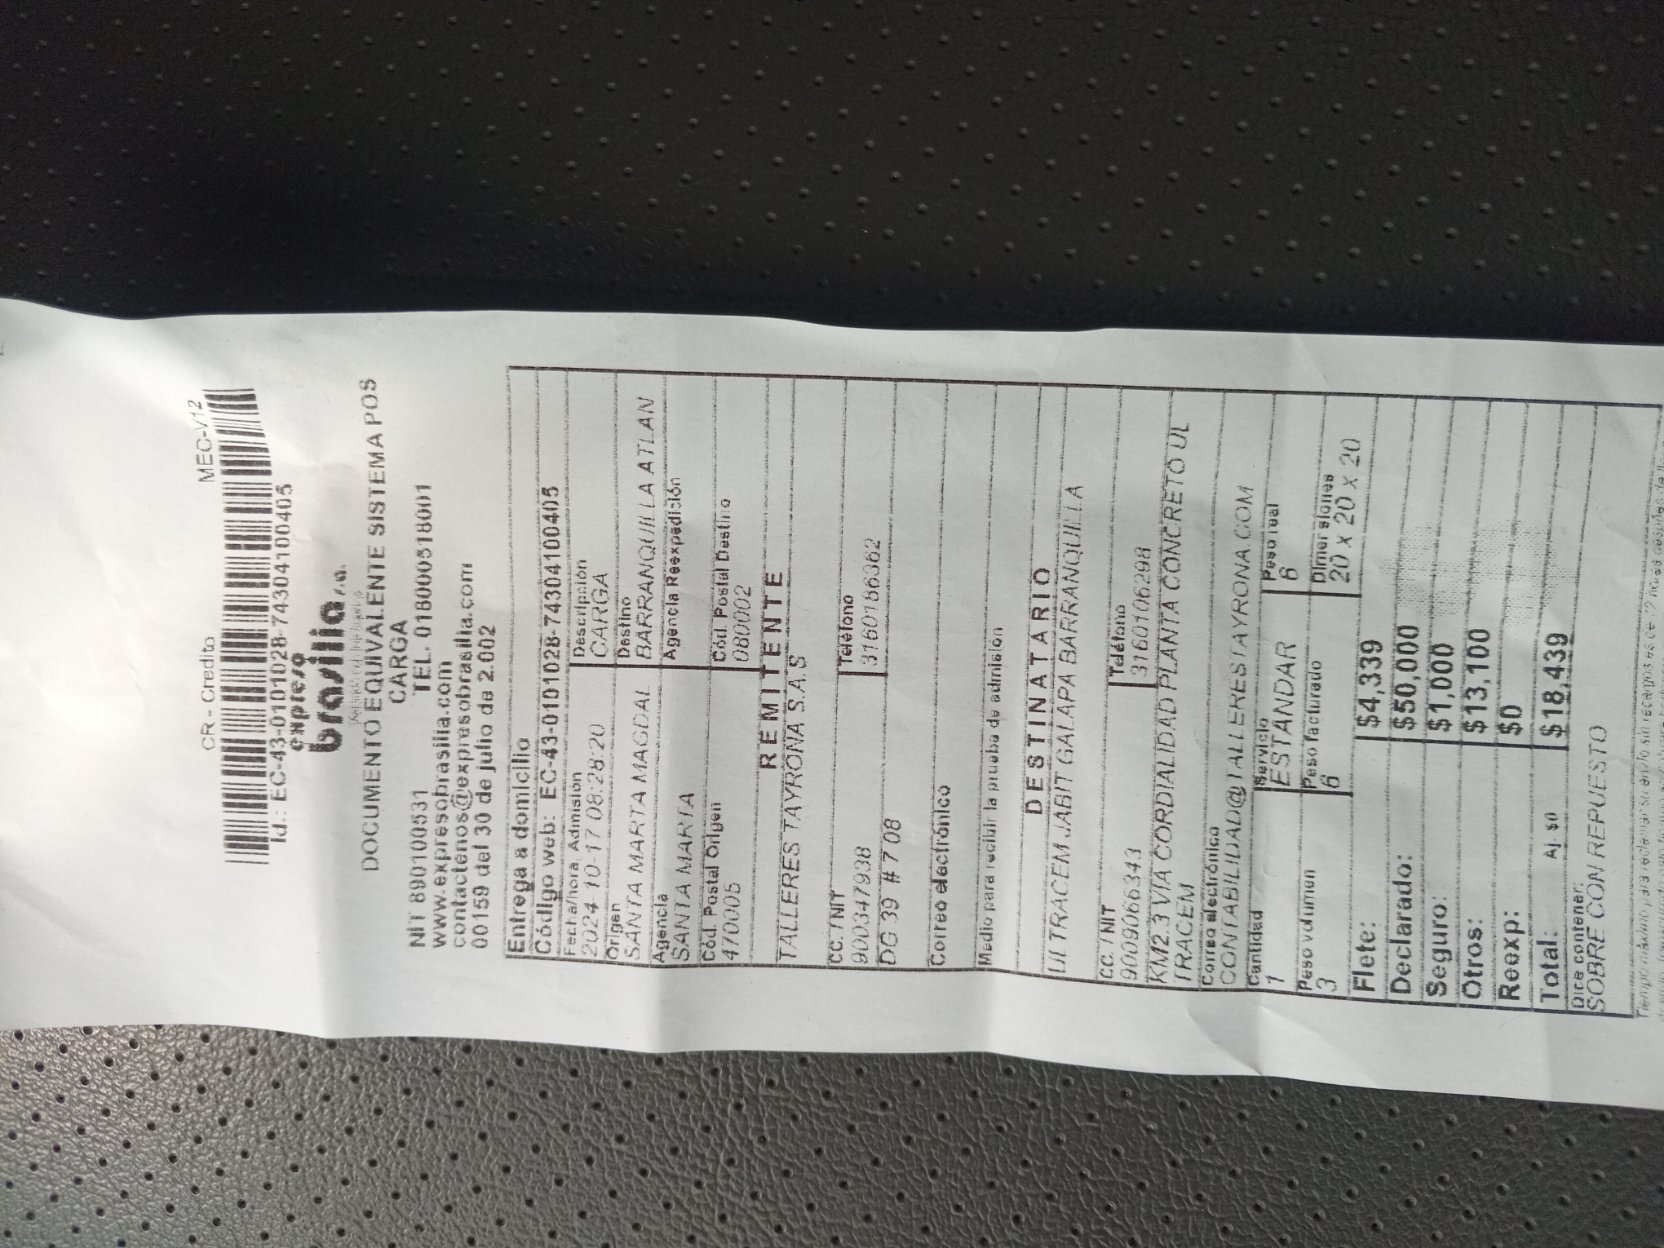 CR - Credito MEC-V12
Id.: EC-43-0101028-74304100405
expreso
brasilia s.a.
DOCUMENTO EQUIVALENTE SISTEMA POS
CARGA
NIT 890100531 TEL. 018000518001
www.expresobrasilia.com
contactenos@expresobrasilia.com
00159 del 30 de julio de 2.002
Entrega a domicilio
Código web: EC-43-0101028-74304100405
Fecha/hora Admisión Descripción
2024-10-17 08:28:20 CARGA
Origen Destino
SANTA MARTA MAGDAL BARRANQUILLA ATLAN
Agencia Agencia Reexpedición
SANTA MARTA
Cód. Postal Origen Cód. Postal Destino
470005 080002
REMITENTE
TALLERES TAYRONA S.A.S
CC. / NIT Teléfono
900347938 3160186362
DG 39 # 7 08
Correo electrónico
Medio para recibir la prueba de admisión
DESTINATARIO
ULTRACEM JABIT GALAPA BARRANQUILLA
CC. / NIT Teléfono
9009066343 3160106298
KM2.3 VIA CORDIALIDAD PLANTA CONCRETO UL
TRACEM
Correo electrónico
CONTABILIDAD@TALLERESTAYRONA.COM
Cantidad Servicio Peso real
1 ESTANDAR 6
Peso volumen Peso facturado Dimensiones
3 6 20 x 20 x 20
Flete: $4,339
Declarado: $50,000
Seguro: $1,000
Otros: $13,100
Reexp: $0
Total: Aj. $0 $18,439
Dice contener:
SOBRE CON REPUESTO